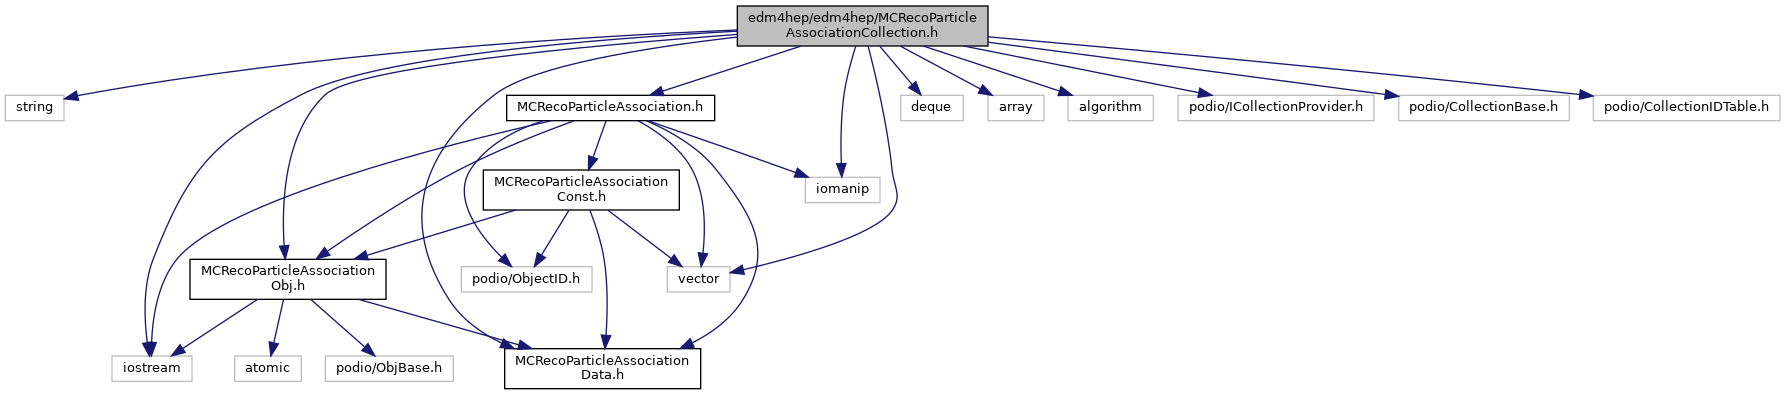 edm4hep/edm4hep/MCRecoParticle
AssociationCollection.h
string
MCRecoParticleAssociation.h
deque
array
algorithm
podio/ICollectionProvider.h
podio/CollectionBase.h
podio/CollectionIDTable.h
MCRecoParticleAssociation
Const.h
iomanip
MCRecoParticleAssociation
Obj.h
podio/ObjectID.h
vector
iostream
atomic
podio/ObjBase.h
MCRecoParticleAssociation
Data.h